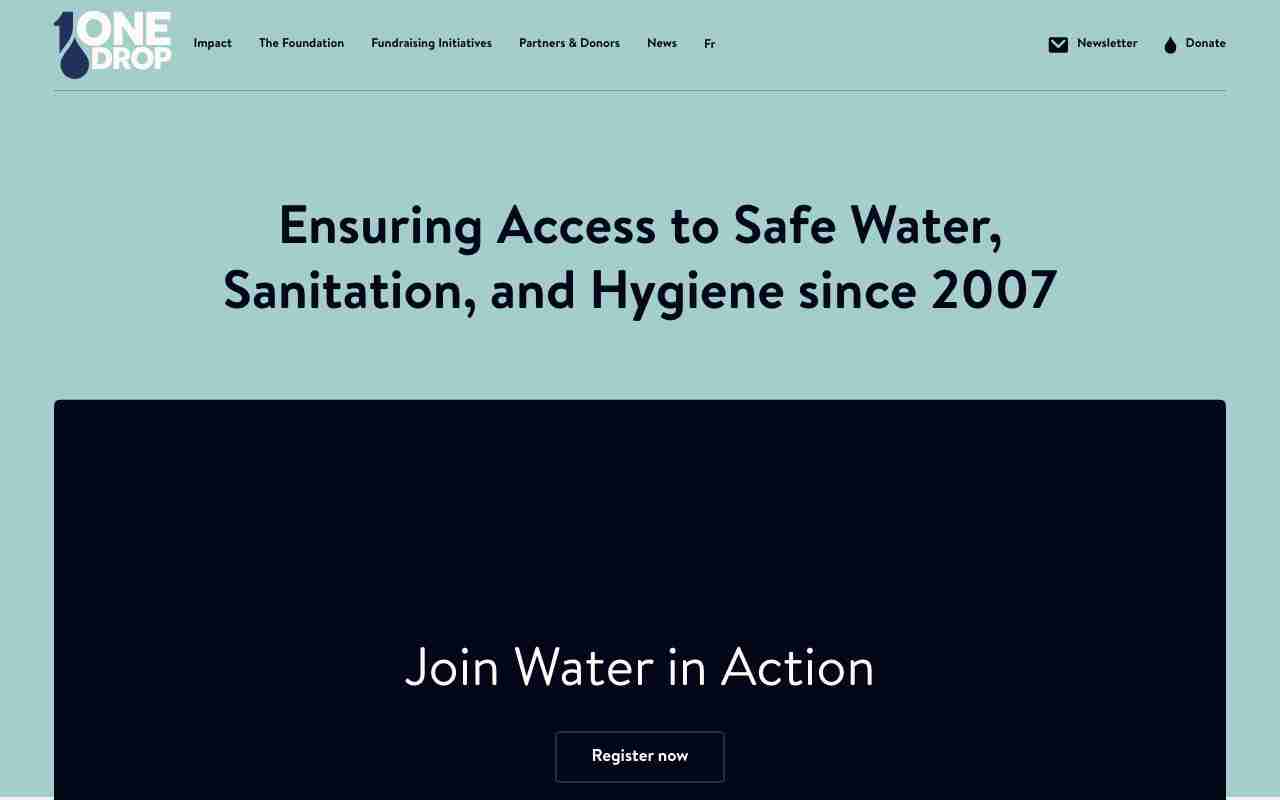 1 ONE
DROP
Impact
The Foundation
Fundraising Initiatives
Partners & Donors
News
Fr
Newsletter
Donate
Ensuring Access to Safe Water,
Sanitation, and Hygiene since 2007
Join Water in Action
Register now